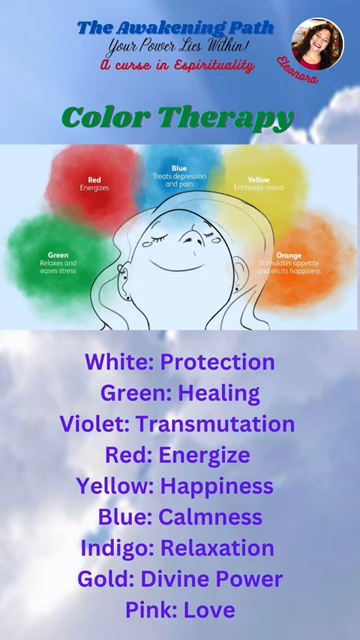 The Awakening Path
Your Power Lies Within!
A curse in Espirituality
Eleonora
Color Therapy
Blue
Treats depression
and pain
Red
Energizes
Yellow
Enhances mood
Green
Relaxes and
eases stress
Orange
Stimulates appetite
and elicits happiness
White: Protection
Green: Healing
Violet: Transmutation
Red: Energize
Yellow: Happiness
Blue: Calmness
Indigo: Relaxation
Gold: Divine Power
Pink: Love